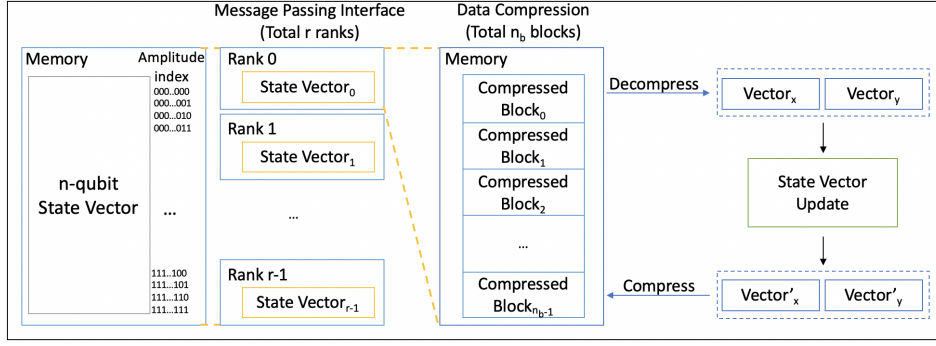 Message Passing Interface
(Total r ranks)
Data Compression
(Total n_b blocks)
Memory
Amplitude
index
000..000
000...001
000...010
000...011
n-qubit
State Vector
...
111..100
111...101
111...110
111...111
Rank 0
State Vector_0
Rank 1
State Vector_1
...
Rank r-1
State Vector_{r-1}
Memory
Compressed
Block_0
Compressed
Block_1
Compressed
Block_2
...
Compressed
Block_{n_b-1}
Decompress
Vector_x
Vector_y
State Vector
Update
Compress
Vector'_x
Vector'_y